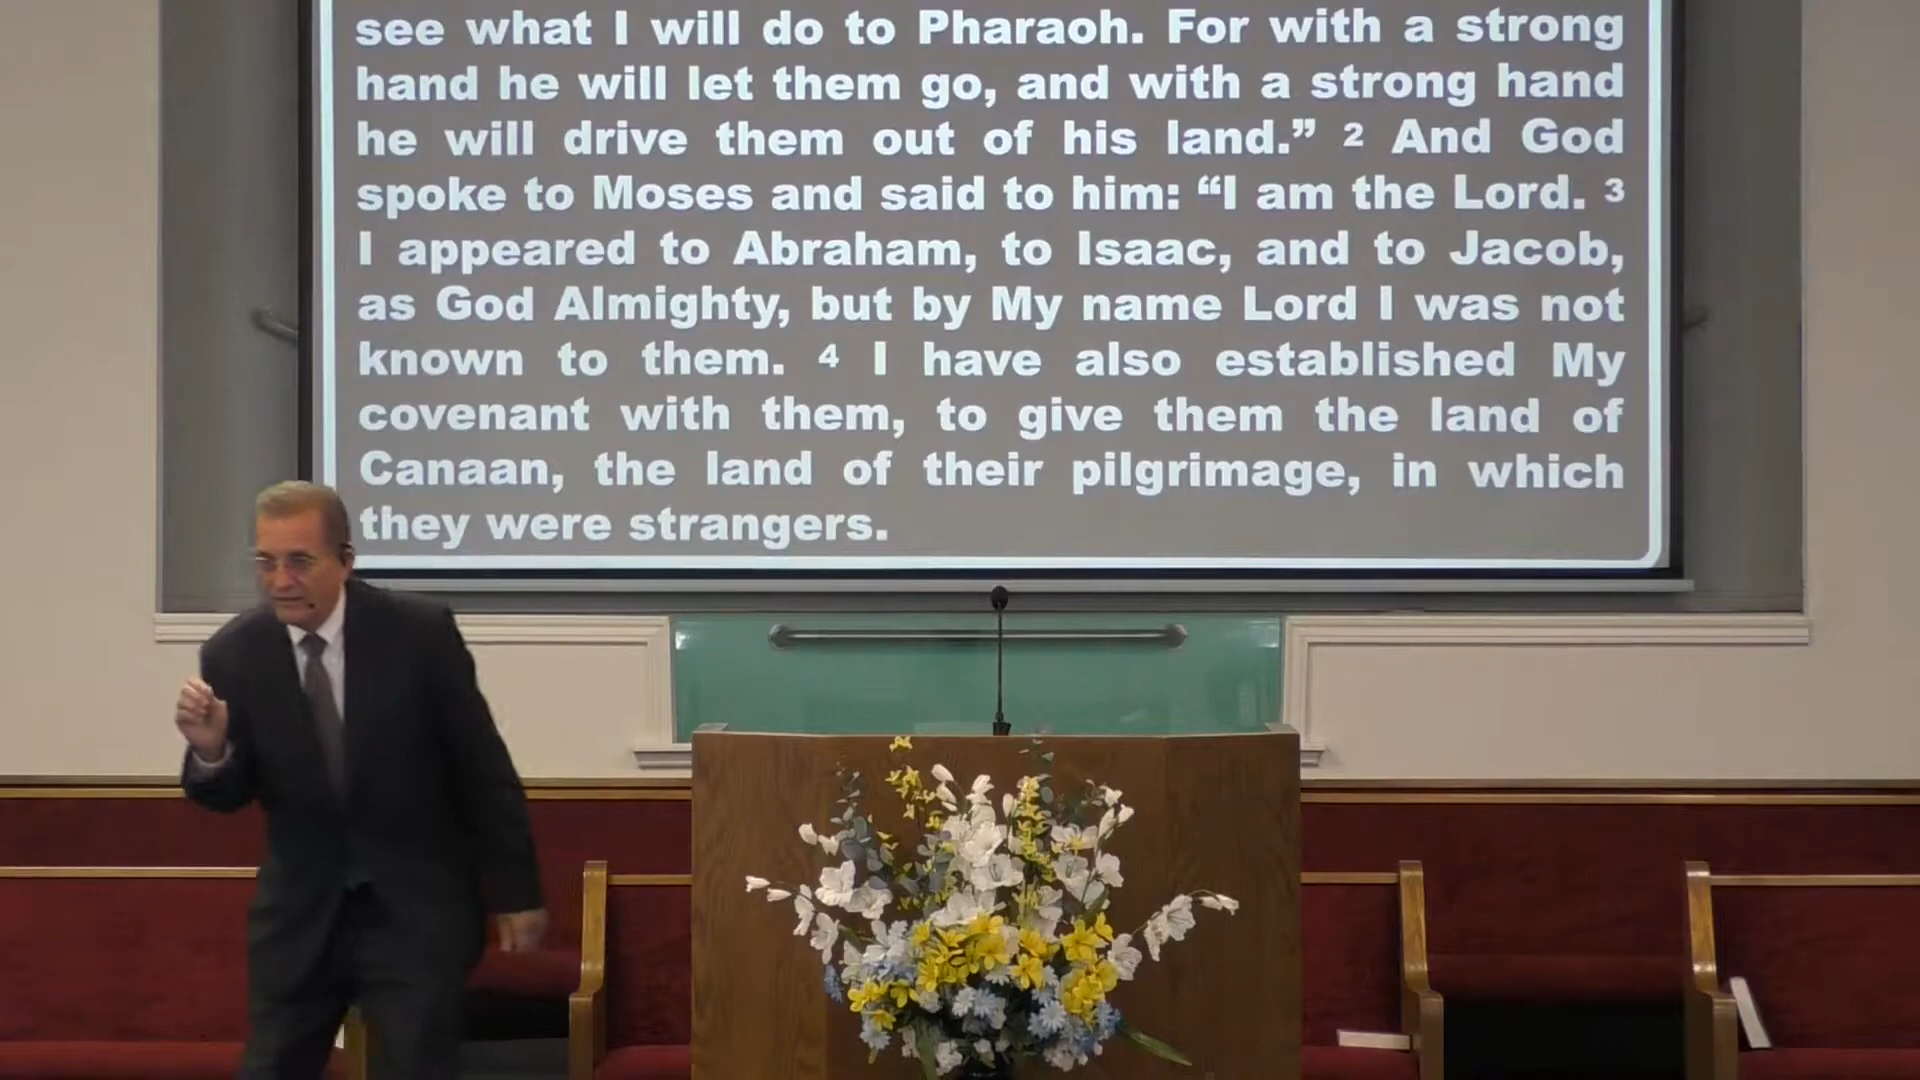 see what I will do to Pharaoh. For with a strong
hand he will let them go, and with a strong hand
he will drive them out of his land.” 2 And God
spoke to Moses and said to him: “I am the Lord. 3
I appeared to Abraham, to Isaac, and to Jacob,
as God Almighty, but by My name Lord I was not
known to them. 4 I have also established My
covenant with them, to give them the land of
Canaan, the land of their pilgrimage, in which
they were strangers.